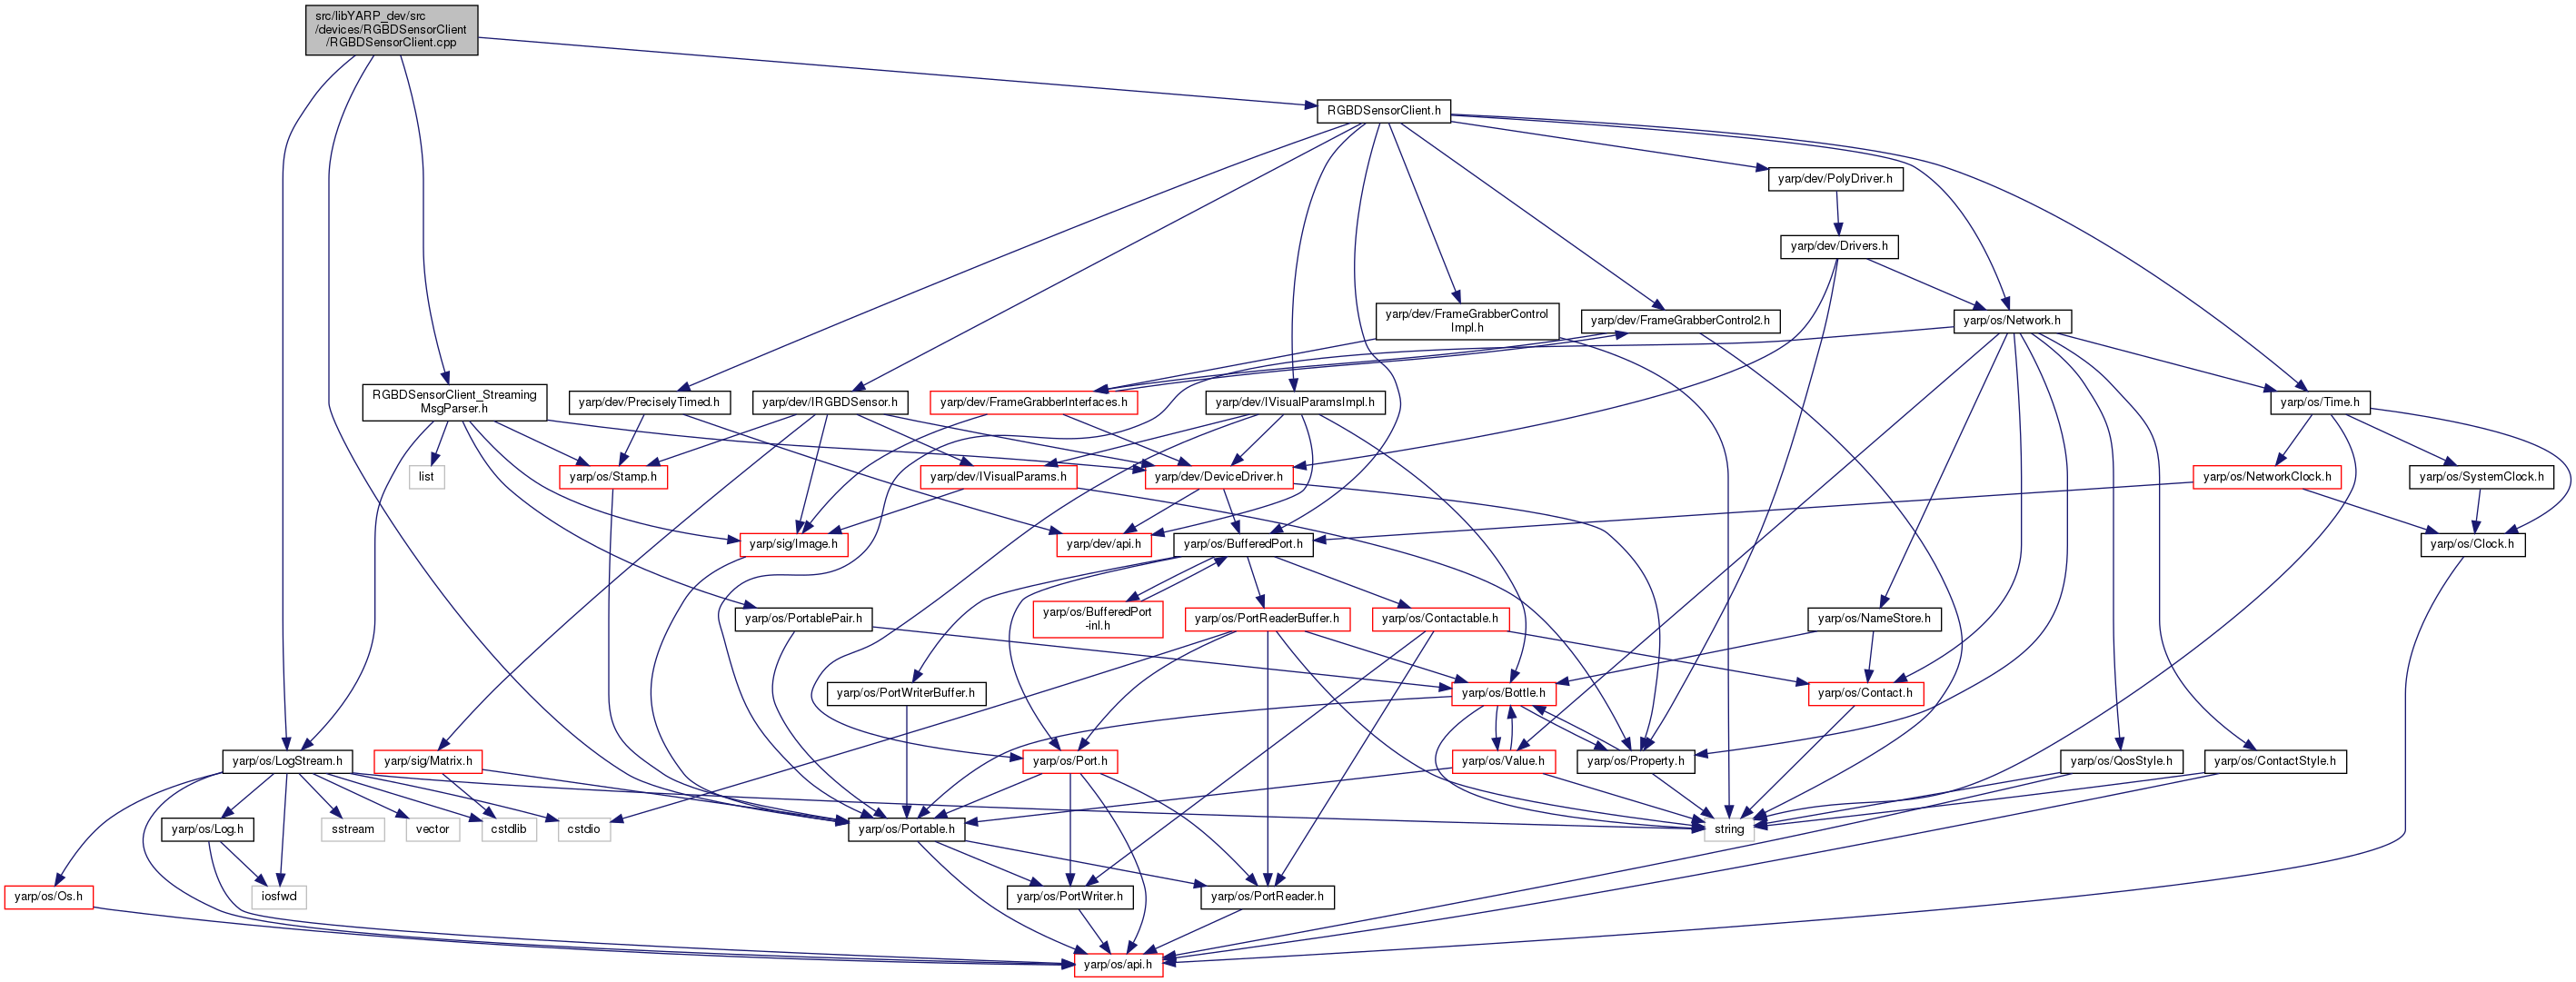 src/libYARP_dev/src
/devices/RGBDSensorClient
/RGBDSensorClient.cpp
RGBDSensorClient.h
yarp/dev/PolyDriver.h
yarp/dev/Drivers.h
yarp/dev/FrameGrabberControl
Impl.h
yarp/dev/FrameGrabberControl2.h
yarp/os/Network.h
RGBDSensorClient_Streaming
MsgParser.h
yarp/dev/PreciselyTimed.h
yarp/dev/IRGBDSensor.h
yarp/dev/FrameGrabberInterfaces.h
yarp/dev/IVisualParamsImpl.h
yarp/os/Time.h
list
yarp/os/Stamp.h
yarp/dev/IVisualParams.h
yarp/dev/DeviceDriver.h
yarp/os/NetworkClock.h
yarp/os/SystemClock.h
yarp/sig/Image.h
yarp/dev/api.h
yarp/os/BufferedPort.h
yarp/os/Clock.h
yarp/os/PortablePair.h
yarp/os/BufferedPort
-inl.h
yarp/os/PortReaderBuffer.h
yarp/os/Contactable.h
yarp/os/NameStore.h
yarp/os/PortWriterBuffer.h
yarp/os/Bottle.h
yarp/os/Contact.h
yarp/os/LogStream.h
yarp/sig/Matrix.h
yarp/os/Port.h
yarp/os/Value.h
yarp/os/Property.h
yarp/os/QosStyle.h
yarp/os/ContactStyle.h
yarp/os/Log.h
sstream
vector
cstdlib
cstdio
yarp/os/Portable.h
string
yarp/os/Os.h
iosfwd
yarp/os/PortWriter.h
yarp/os/PortReader.h
yarp/os/api.h